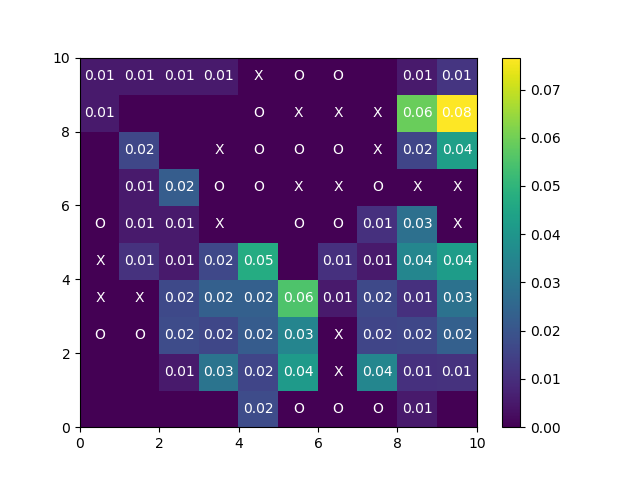 10 0.01 0.01 0.01 0.01 X O O 0.01 0.01
0.01 O X X X 0.06 0.08 0.07
8
0.02 X O O O X 0.02 0.04 0.06
0.01 0.02 O O X X O X X 0.05
6
O 0.01 0.01 X O O 0.01 0.03 X
X 0.01 0.01 0.02 0.05 0.01 0.01 0.04 0.04 0.04
4
X X 0.02 0.02 0.02 0.06 0.01 0.02 0.01 0.03 0.03
O O 0.02 0.02 0.02 0.03 X 0.02 0.02 0.02 0.02
2
0.01 0.03 0.02 0.04 X 0.04 0.01 0.01 0.01
0.02 O O O 0.01
0 0.00
0 2 4 6 8 10